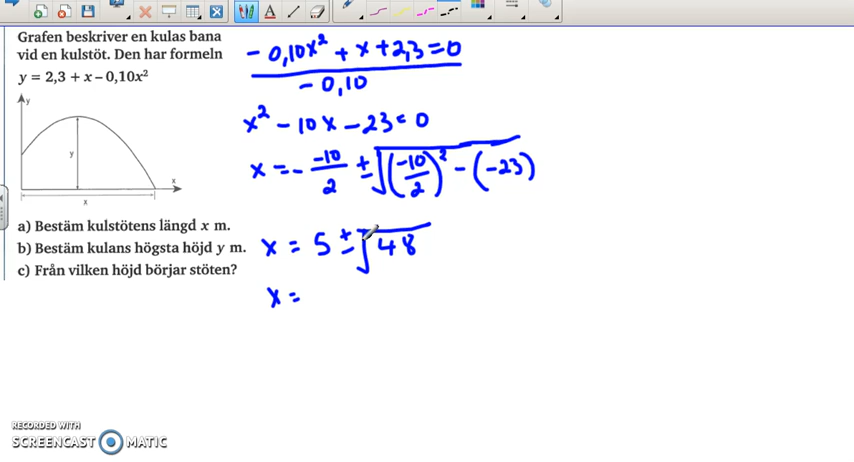 Grafen beskriver en kulas bana
vid en kulstöt. Den har formeln
y = 2,3 + x – 0,10x²
y
y
x
x
a) Bestäm kulstötens längd x m.
b) Bestäm kulans högsta höjd y m.
c) Från vilken höjd börjar stöten?
- 0,10x² + x + 2,3 = 0
- 0,10
x² - 10x - 23 = 0
x = - -10/2 ± √(-10/2)² - (-23)
x = 5 ± √48
x =
RECORDED WITH
SCREENCAST MATIC